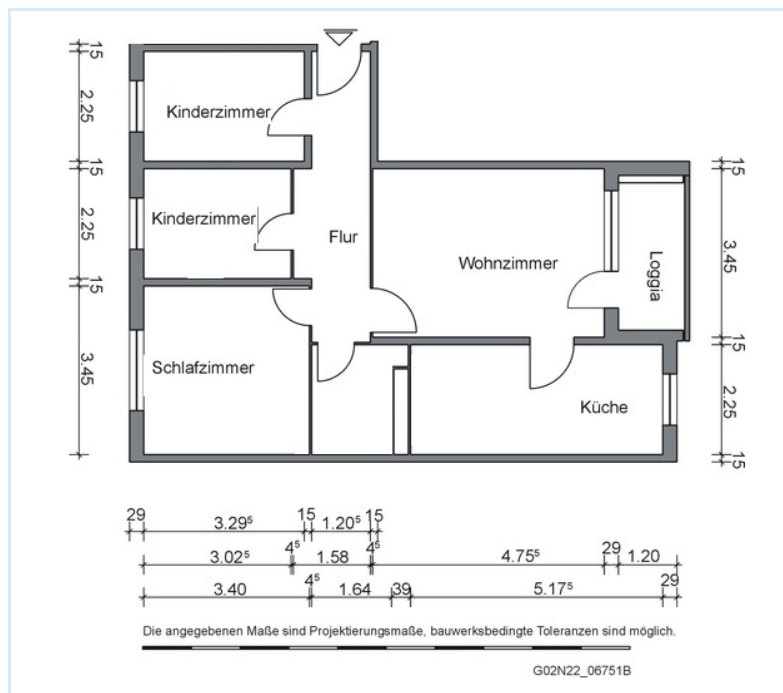 15
2.25
15
2.25
15
3.45
Kinderzimmer
Kinderzimmer
Flur
Wohnzimmer
Loggia
Schlafzimmer
Küche
15
3.45
15
2.25
15
29 3.29⁵ 15 1.20⁵ 15
3.02⁵ 4⁵ 1.58 4⁵ 4.75⁵ 29 1.20
3.40 4⁵ 1.64 39 5.17⁵ 29
Die angegebenen Maße sind Projektierungsmaße, bauwerksbedingte Toleranzen sind möglich.
G02N22_06751B